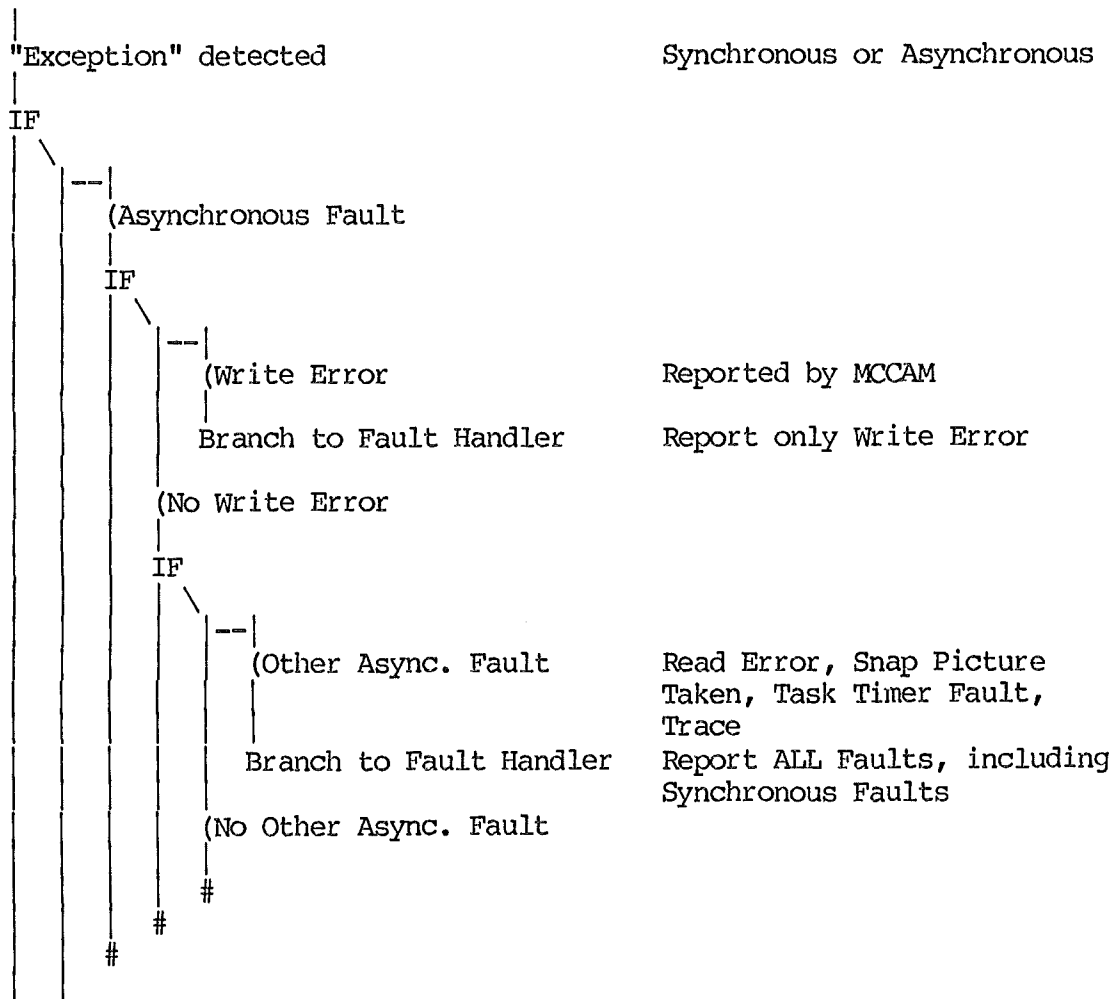 "Exception" detected Synchronous or Asynchronous
IF
(Asynchronous Fault
IF
(Write Error Reported by MCCAM
Branch to Fault Handler Report only Write Error
(No Write Error
IF
(Other Async. Fault Read Error, Snap Picture
Taken, Task Timer Fault,
Trace
Branch to Fault Handler Report ALL Faults, including
Synchronous Faults
(No Other Async. Fault
#
#
#